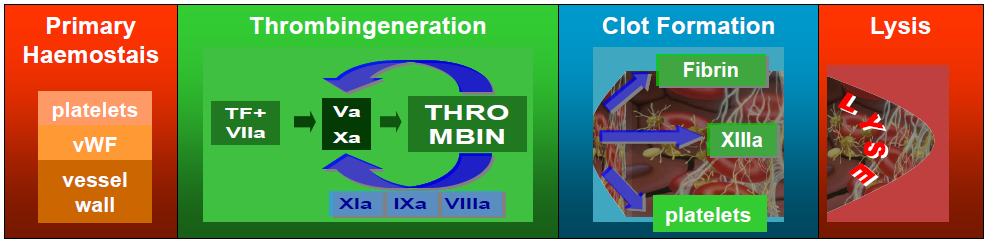 Primary
Haemostais
platelets
vWF
vessel
wall
Thrombingeneration
TF+
VIIa
Va
Xa
THRO
MBIN
XIa IXa VIIIa
Clot Formation
Fibrin
XIIIa
platelets
Lysis
LYSE